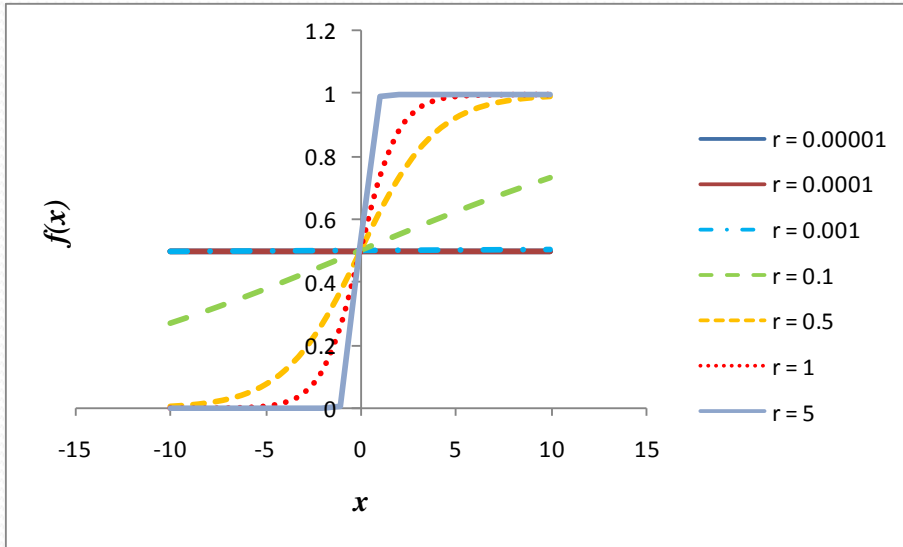 1.2
1
0.8
0.6
0.4
0.2
0
f(x)
-15
-10
-5
0
5
10
15
x
r = 0.00001
r = 0.0001
r = 0.001
r = 0.1
r = 0.5
r = 1
r = 5